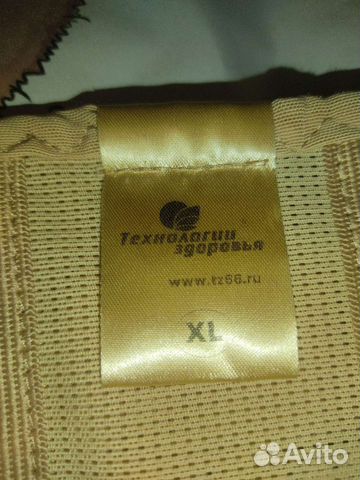 Технологии
здоровья
www.tz66.ru
XL
Avito